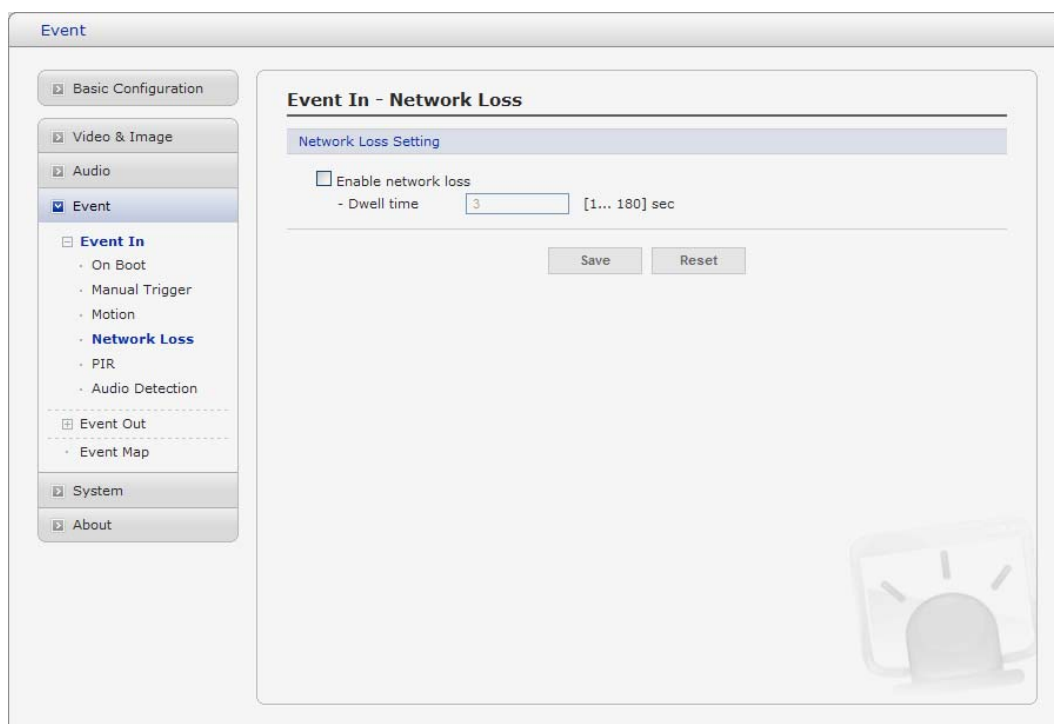 Event
Basic Configuration
Video & Image
Audio
Event
Event In
On Boot
Manual Trigger
Motion
Network Loss
PIR
Audio Detection
Event Out
Event Map
System
About
Event In - Network Loss
Network Loss Setting
Enable network loss
- Dwell time 3 [1... 180] sec
Save Reset